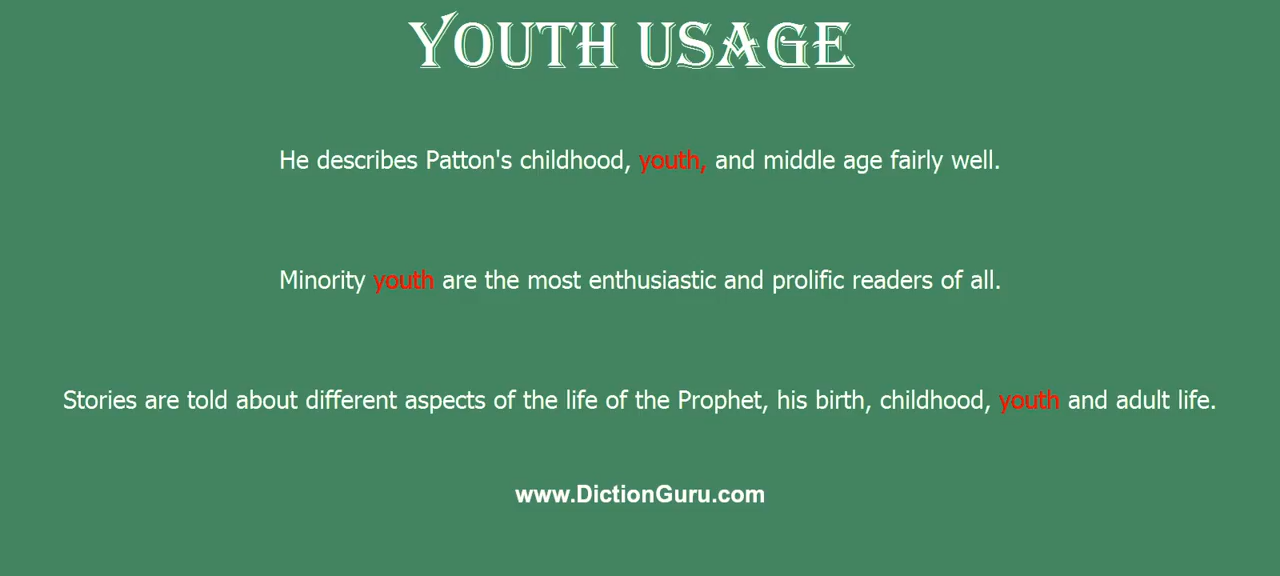 YOUTH USAGE
He describes Patton's childhood, youth, and middle age fairly well.
Minority youth are the most enthusiastic and prolific readers of all.
Stories are told about different aspects of the life of the Prophet, his birth, childhood, youth and adult life.
www.DictionGuru.com